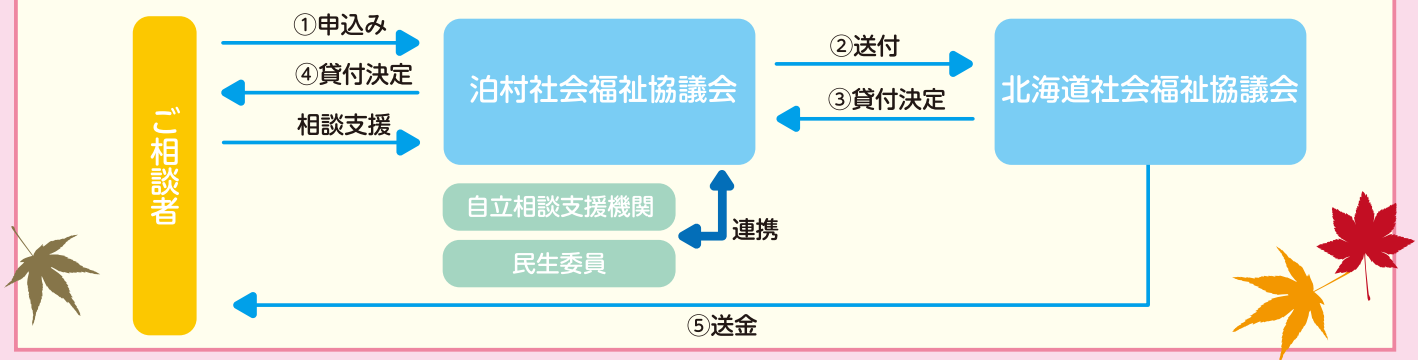 ご相談者
①申込み
④貸付決定
相談支援
泊村社会福祉協議会
②送付
③貸付決定
北海道社会福祉協議会
自立相談支援機関
民生委員
連携
⑤送金